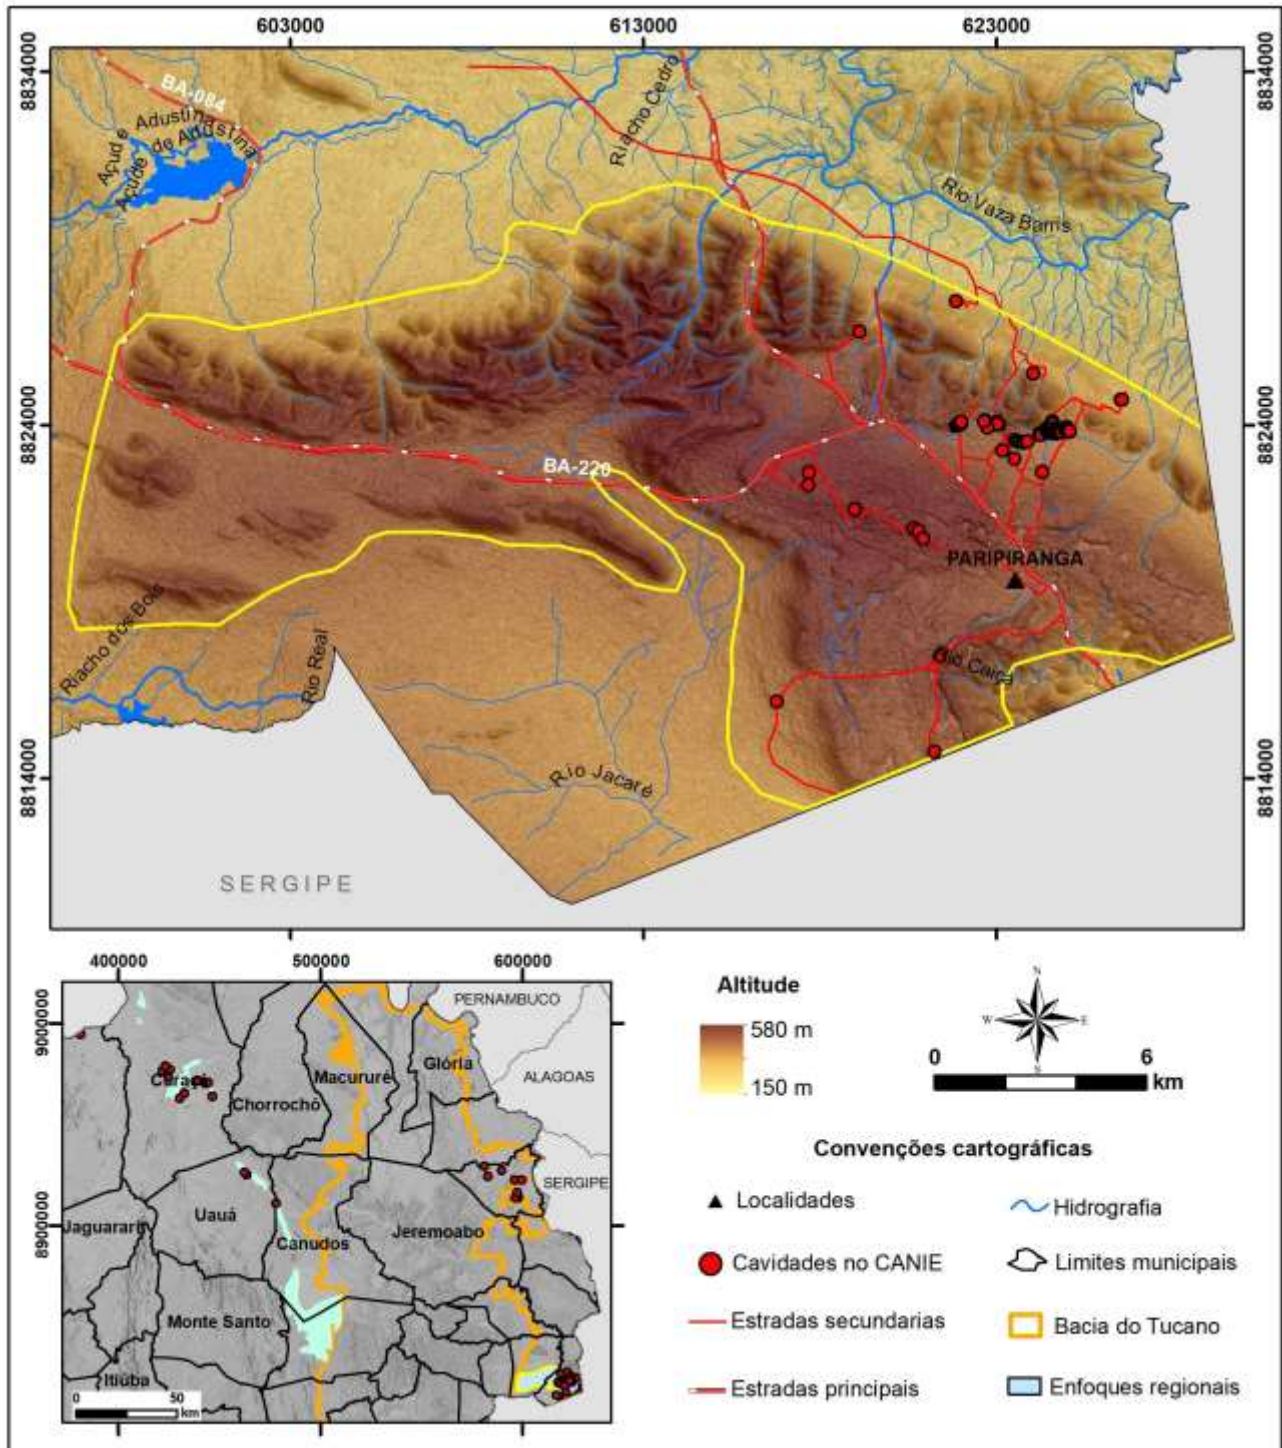 603000
613000
623000
8834000
8834000
BA-084
Açud e Adustina
Açude de Adustina
Riacho Cedro
Rio Vaza Barris
8824000
8824000
BA-220
PARIPIRANGA
Riacho dos Bois
Rio Real
Rio Caiça
8814000
8814000
Rio Jacaré
SERGIPE
400000
500000
600000
9000000
8900000
PERNAMBUCO
Glória
Curaçá
Macururé
ALAGOAS
Chorrochó
SERGIPE
Uauá
Jaguarari
Canudos
Jeremoabo
Monte Santo
Itiúba
0
50
km
Altitude
580 m
150 m
N
W
E
S
0
6
km
Convenções cartográficas
Localidades
Hidrografia
Cavidades no CANIE
Limites municipais
Estradas secundarias
Bacia do Tucano
Estradas principais
Enfoques regionais